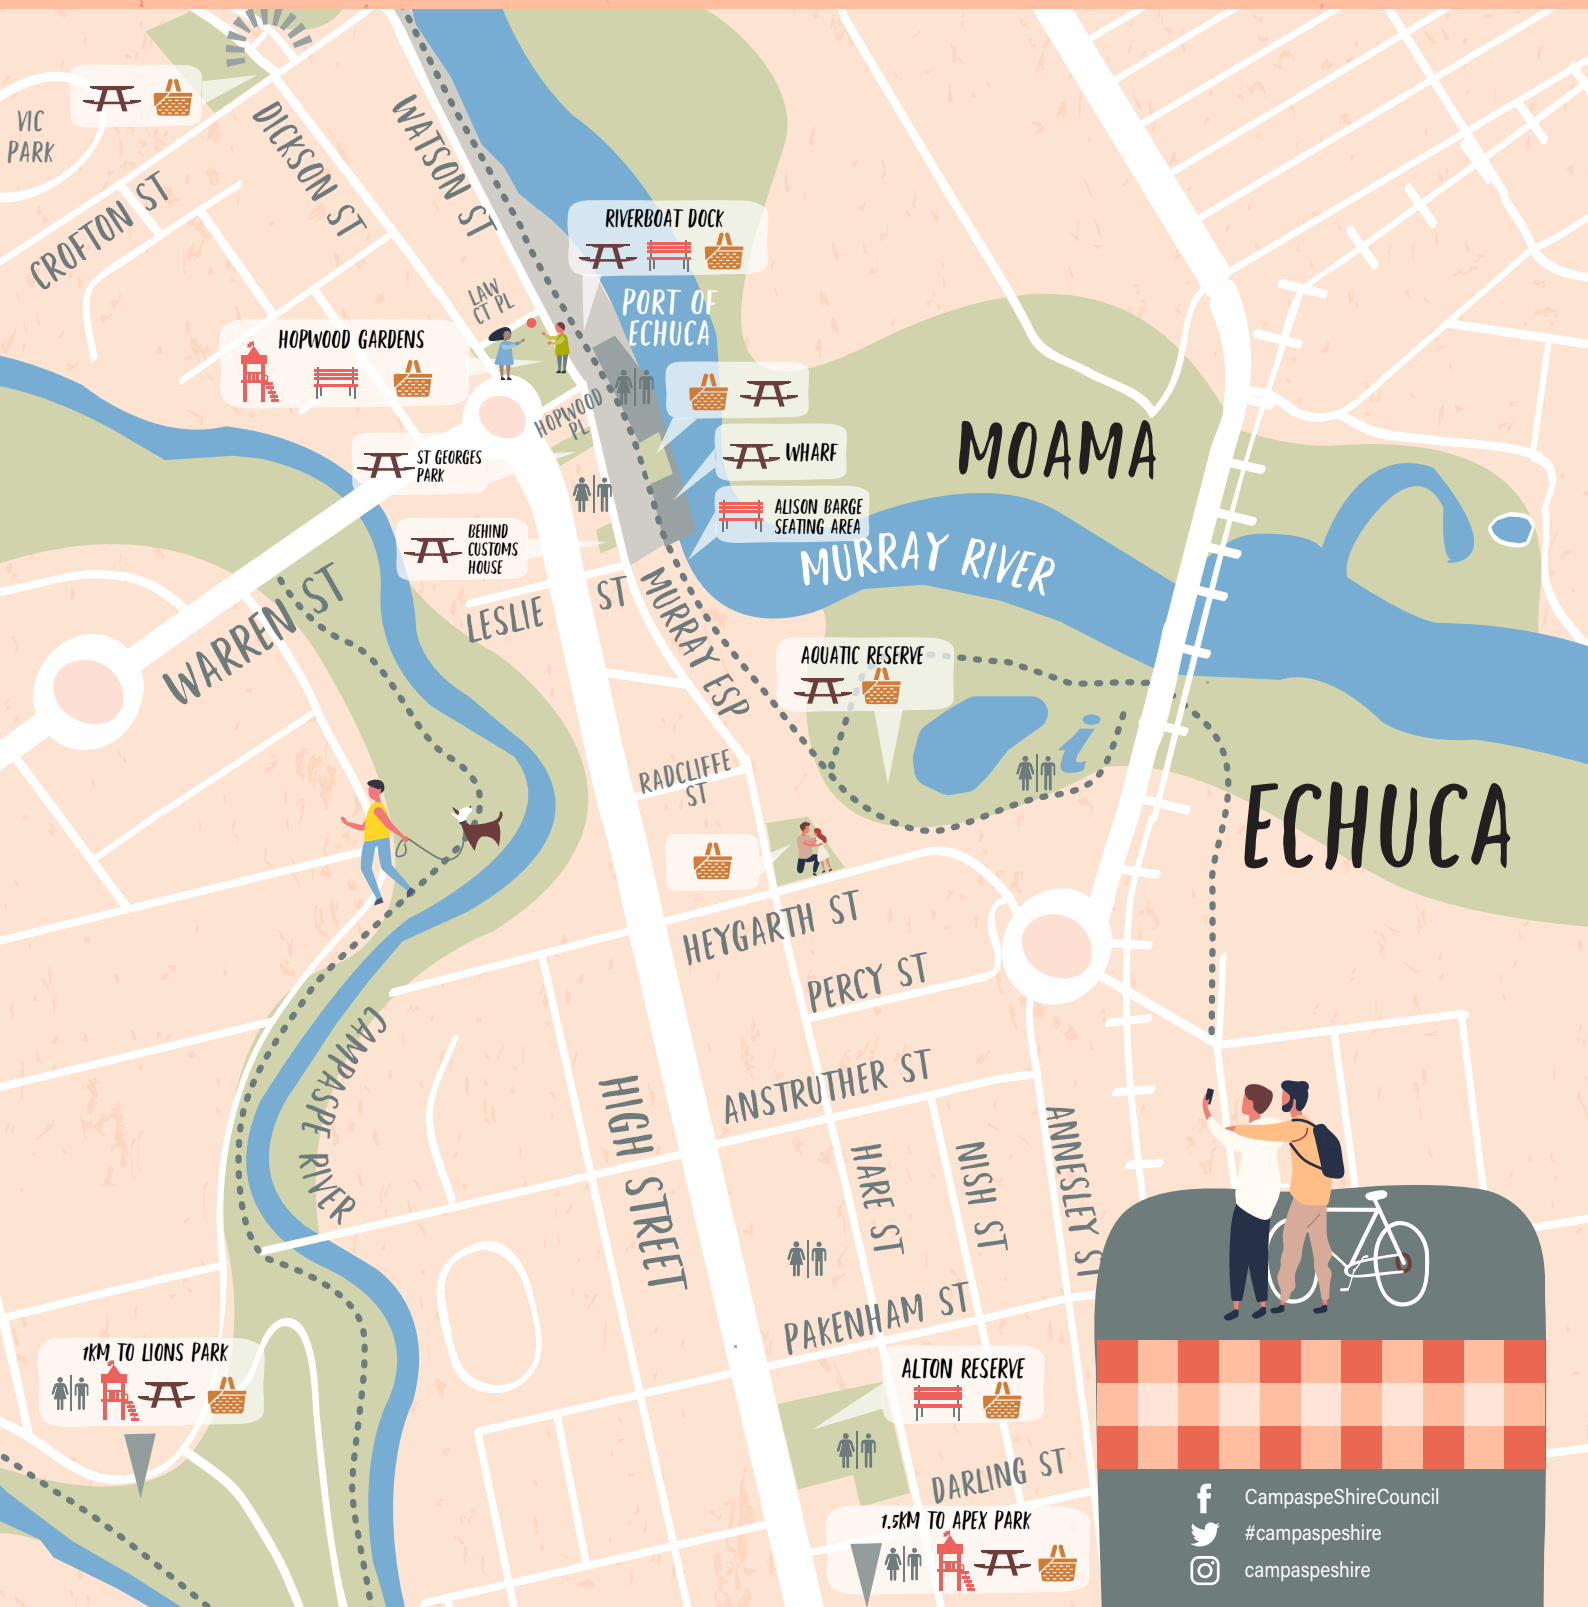 VIC
PARK
CROFTON ST
DICKSON ST
WATSON ST
RIVERBOAT DOCK
PORT OF
ECHUCA
LAW
CT PL
HOPWOOD GARDENS
HOPWOOD
PL
ST GEORGES
PARK
WHARF
ALISON BARGE
SEATING AREA
BEHIND
CUSTOMS
HOUSE
MOAMA
MURRAY RIVER
WARREN ST
LESLIE ST
MURRAY ESP
AQUATIC RESERVE
i
RADCLIFFE
ST
ECHUCA
HEYGARTH ST
PERCY ST
CAMPASPE RIVER
HIGH STREET
ANSTRUTHER ST
HARE ST
NISH ST
ANNESLEY ST
PAKENHAM ST
1KM TO LIONS PARK
ALTON RESERVE
DARLING ST
1.5KM TO APEX PARK
CampaspeShireCouncil
#campaspeshire
campaspeshire